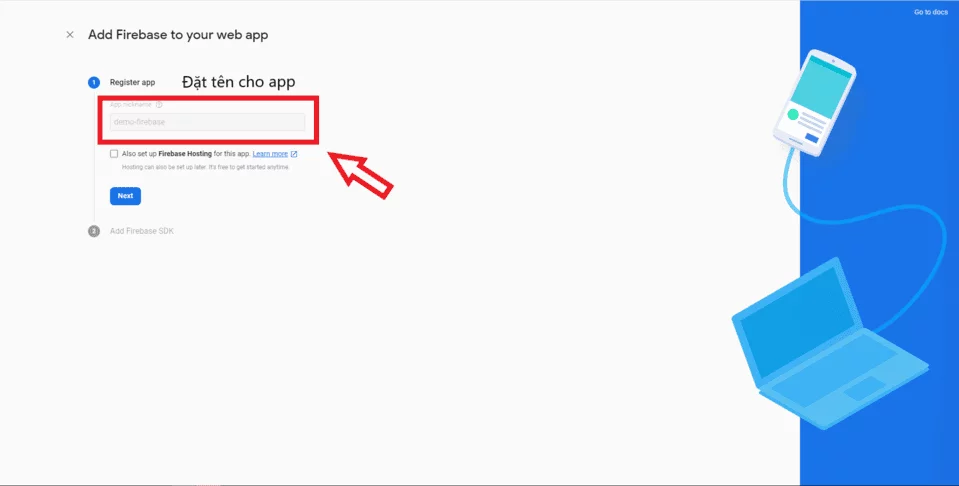 Go to docs
Add Firebase to your web app
1 Register app Đặt tên cho app
App nickname
demo-firebase
Also set up Firebase Hosting for this app. Learn more
Hosting can also be set up later. It's free to get started anytime.
Next
2 Add Firebase SDK